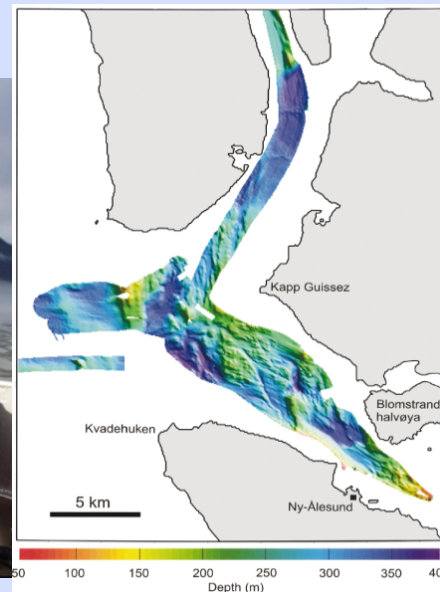 Kapp Guissez
Blomstrand
halvøya
Kvadehuken
5 km
Ny-Ålesund
50 100 150 200 250 300 350 40
Depth (m)